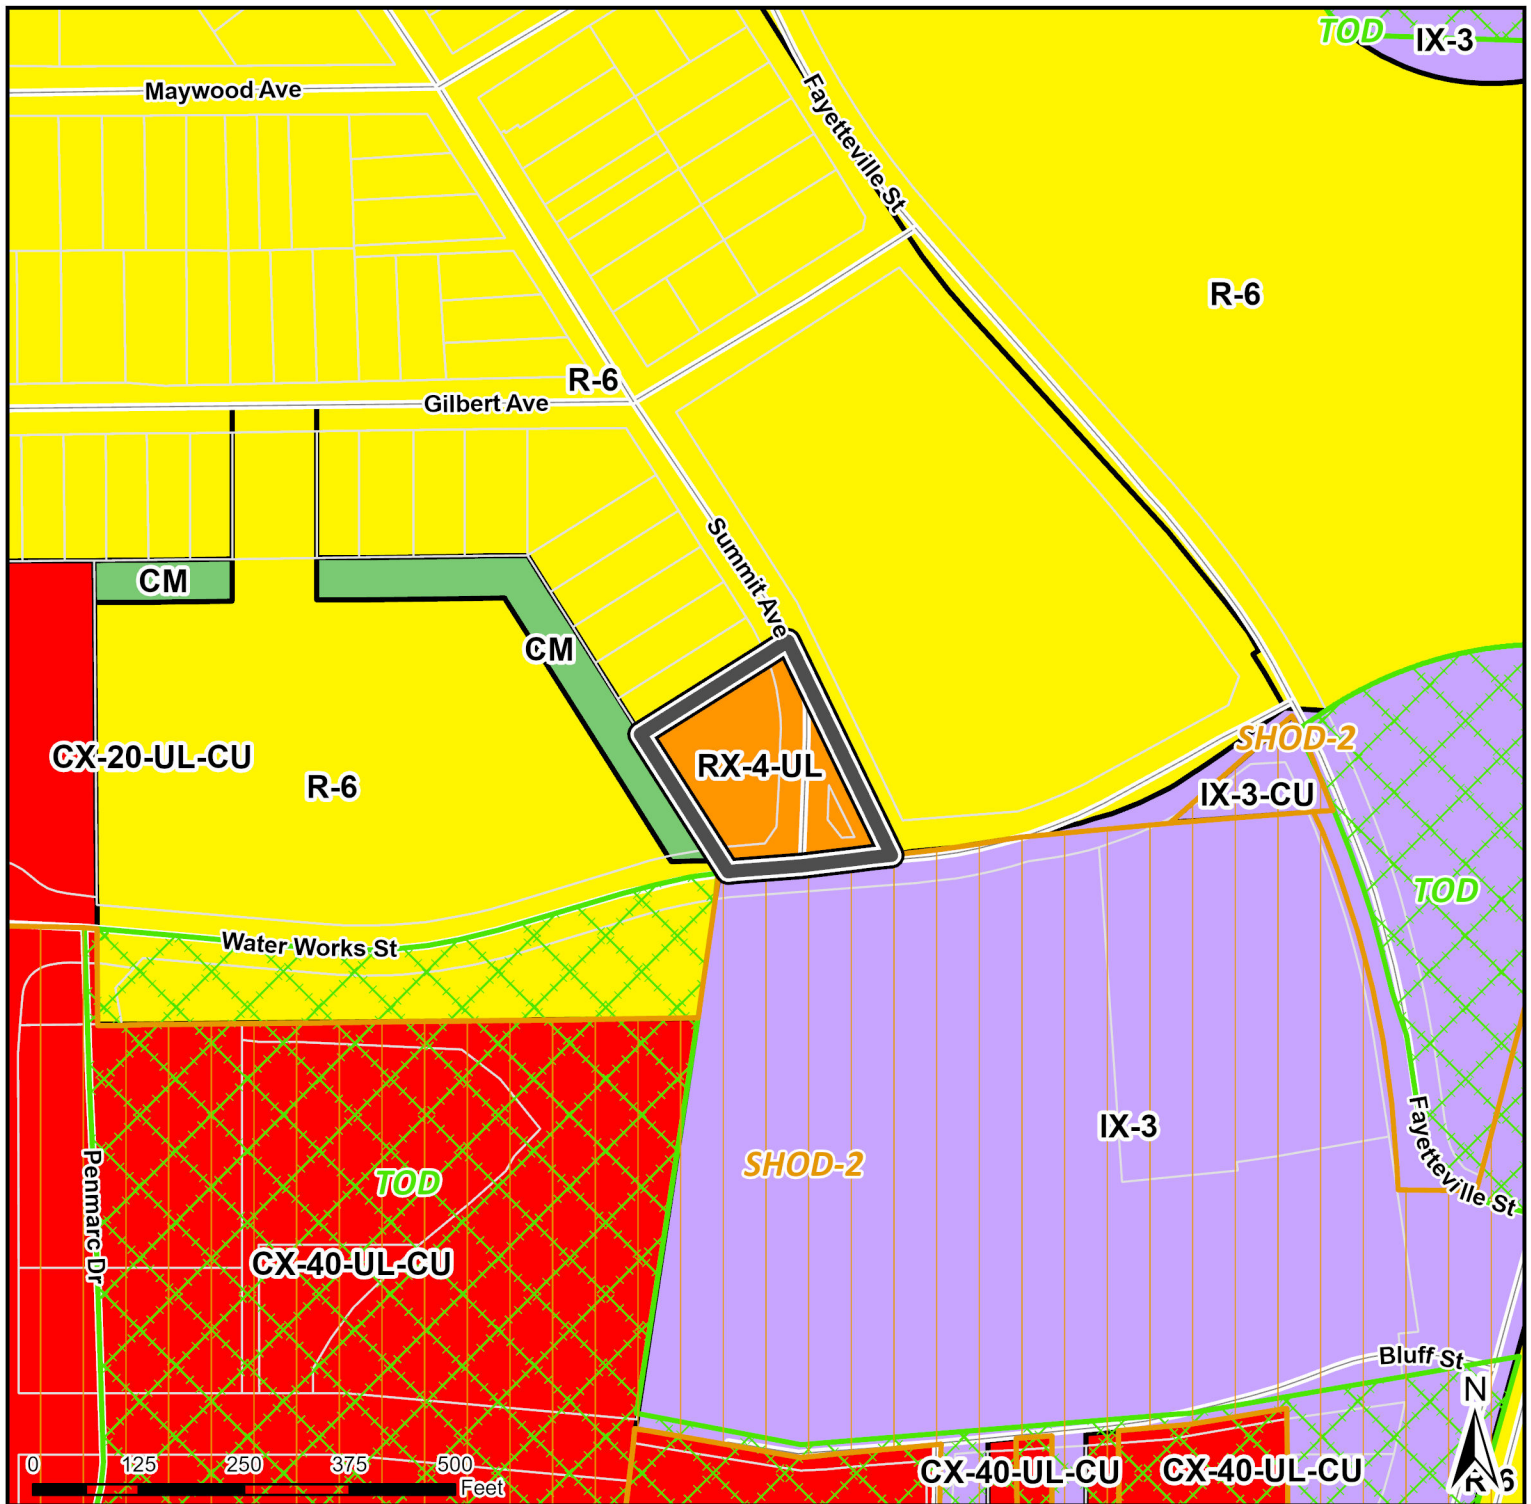 TOD
IX-3
Maywood Ave
Fayetteville St
R-6
R-6
Gilbert Ave
Summit Ave
CM
CM
CX-20-UL-CU
R-6
RX-4-UL
SHOD-2
IX-3-CU
TOD
Water Works St
Fayetteville St
IX-3
SHOD-2
TOD
Penmarc Dr
CX-40-UL-CU
Bluff St
N
0 125 250 375 500
Feet
CX-40-UL-CU
CX-40-UL-CU
R-6